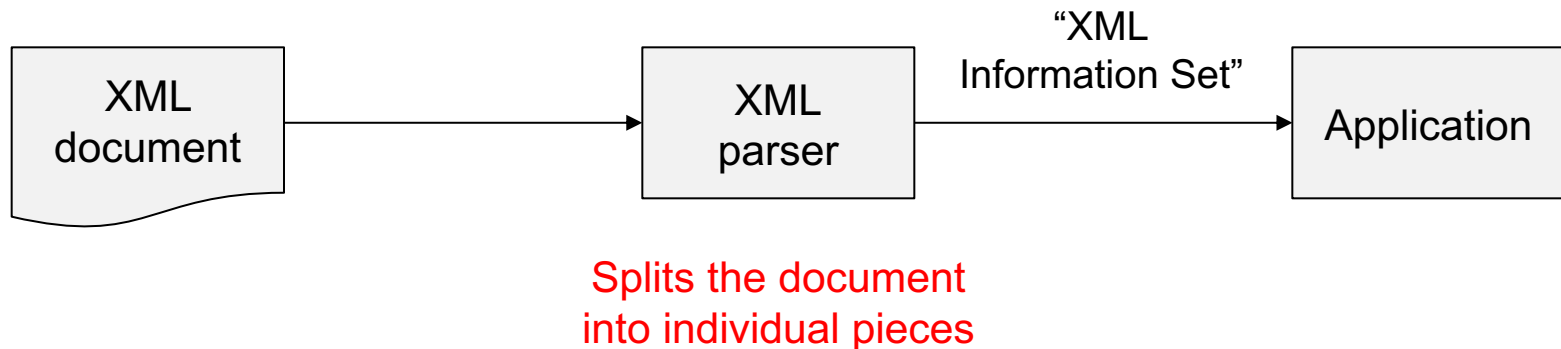 XML
document
XML
parser
“XML
Information Set”
Application
Splits the document
into individual pieces